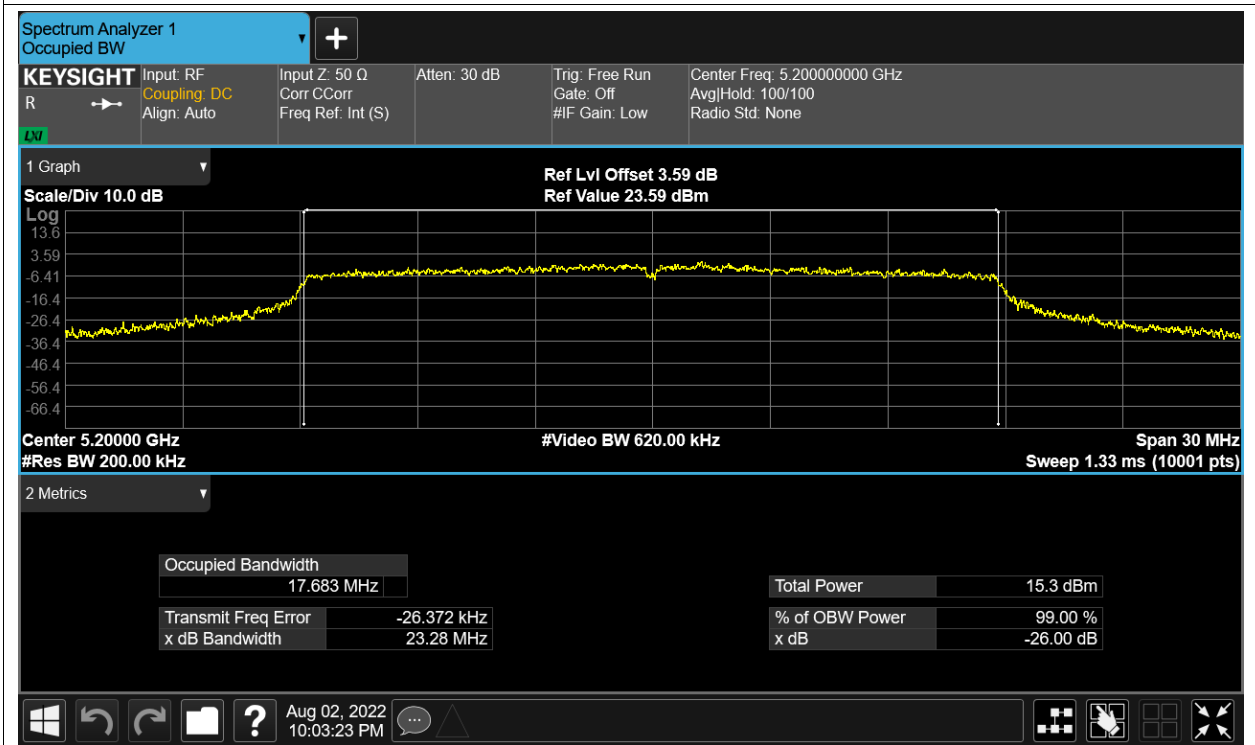 Spectrum Analyzer 1
Occupied BW
KEYSIGHT Input: RF Input Z: 50 Ω Atten: 30 dB Trig: Free Run Center Freq: 5.200000000 GHz
R Coupling: DC Corr CCorr Gate: Off Avg|Hold: 100/100
Align: Auto Freq Ref: Int (S) #IF Gain: Low Radio Std: None
LXI
1 Graph
Ref Lvl Offset 3.59 dB
Scale/Div 10.0 dB Ref Value 23.59 dBm
Log
13.6
3.59
-6.41
-16.4
-26.4
-36.4
-46.4
-56.4
-66.4
Center 5.20000 GHz #Video BW 620.00 kHz Span 30 MHz
#Res BW 200.00 kHz Sweep 1.33 ms (10001 pts)
2 Metrics
Occupied Bandwidth
17.683 MHz Total Power 15.3 dBm
Transmit Freq Error -26.372 kHz % of OBW Power 99.00 %
x dB Bandwidth 23.28 MHz x dB -26.00 dB
? Aug 02, 2022
10:03:23 PM